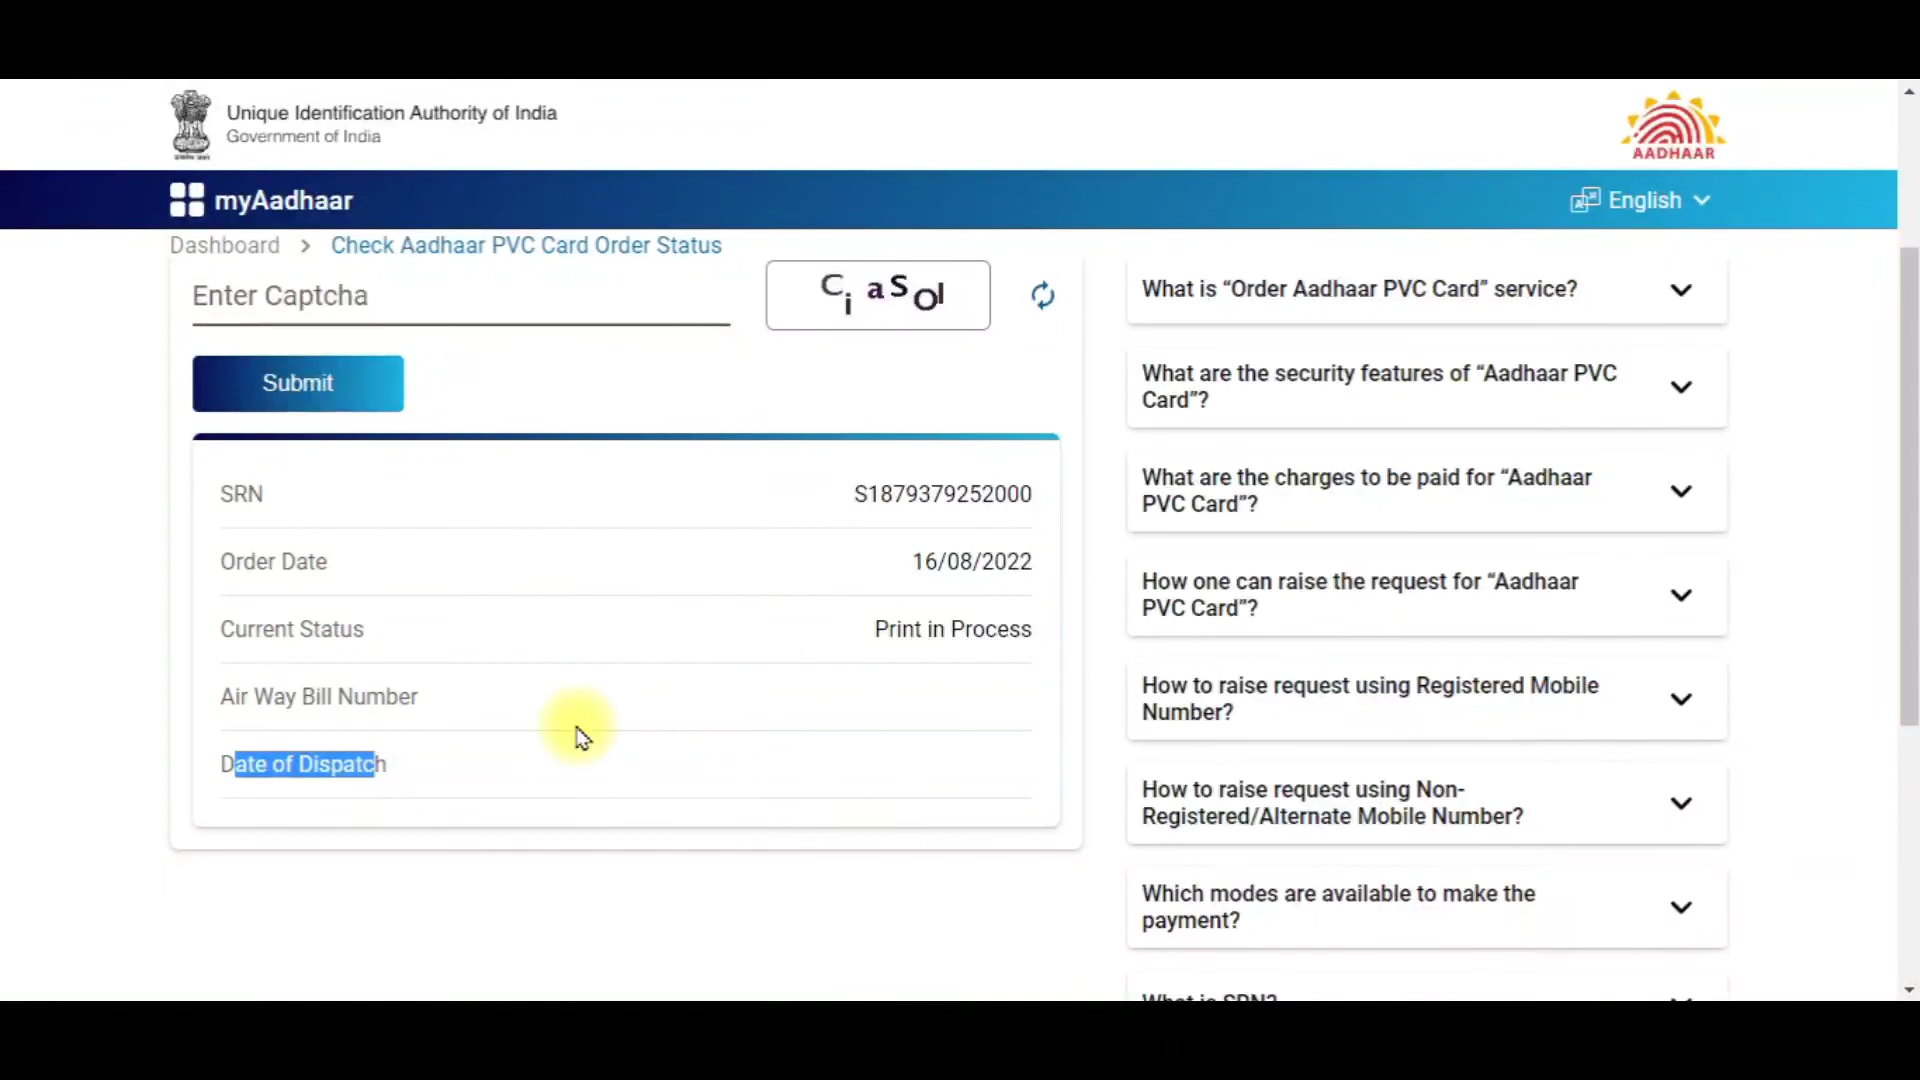 Unique Identification Authority of India
Government of India
AADHAAR
myAadhaar
English
Dashboard > Check Aadhaar PVC Card Order Status
Enter Captcha
CiaSOl
Submit
SRN S1879379252000
Order Date 16/08/2022
Current Status Print in Process
Air Way Bill Number
Date of Dispatch
What is “Order Aadhaar PVC Card” service?
What are the security features of “Aadhaar PVC
Card”?
What are the charges to be paid for “Aadhaar
PVC Card”?
How one can raise the request for “Aadhaar
PVC Card”?
How to raise request using Registered Mobile
Number?
How to raise request using Non-
Registered/Alternate Mobile Number?
Which modes are available to make the
payment?
What is SRN?